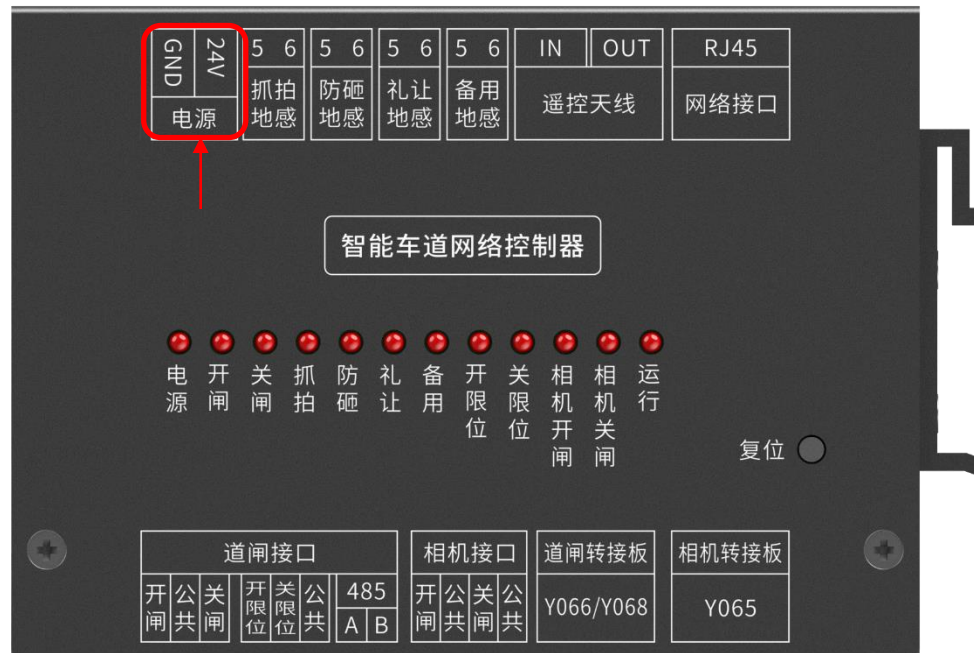 GND 24V 5 6 5 6 5 6 5 6 IN OUT RJ45
电源 抓拍地感 防砸地感 礼让地感 备用地感 遥控天线 网络接口
智能车道网络控制器
电源 开闸 关闸 抓拍 防砸 礼让 备用 开限位 关限位 相机开闸 相机关闸 运行
复位
道闸接口 相机接口 道闸转接板 相机转接板
开闸 公共 关闸 开限位 关限位 公共 485 开闸 公共 关闸 公共 Y066/Y068 Y065
A B